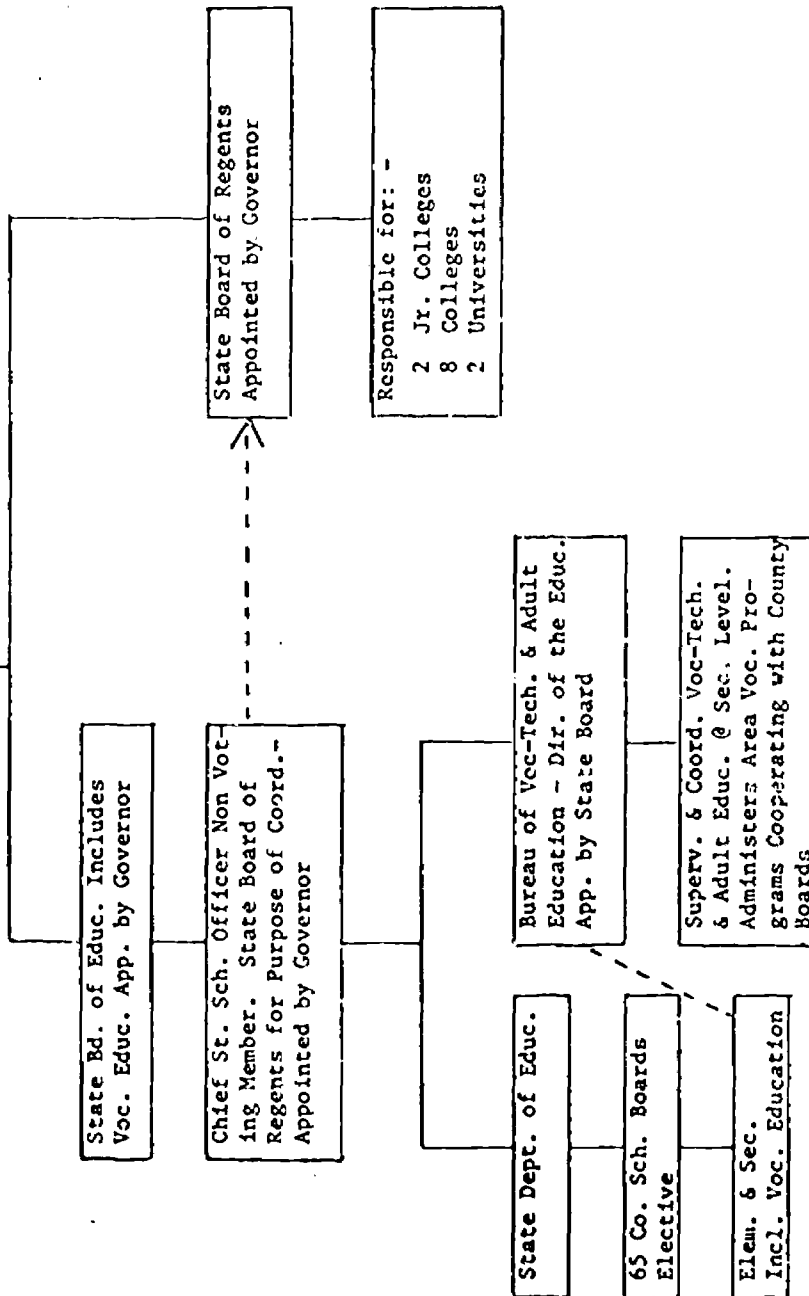 State Bd. of Educ. Includes
Voc. Educ. App. by Governor
Chief St. Sch. Officer Non Vot-
ing Member. State Board of
Regents for Purpose of Coord.-
Appointed by Governor
State Board of Regents
Appointed by Governor
Responsible for: -
2 Jr. Colleges
8 Colleges
2 Universities
State Dept. of Educ.
65 Co. Sch. Boards
Elective
Elem. & Sec.
Incl. Voc. Education
Bureau of Voc-Tech. & Adult
Education - Dir. of the Educ.
App. by State Board
Superv. & Coord. Voc-Tech.
& Adult Educ. @ Sec. Level.
Administers Area Voc. Pro-
grams Cooperating with County
Boards